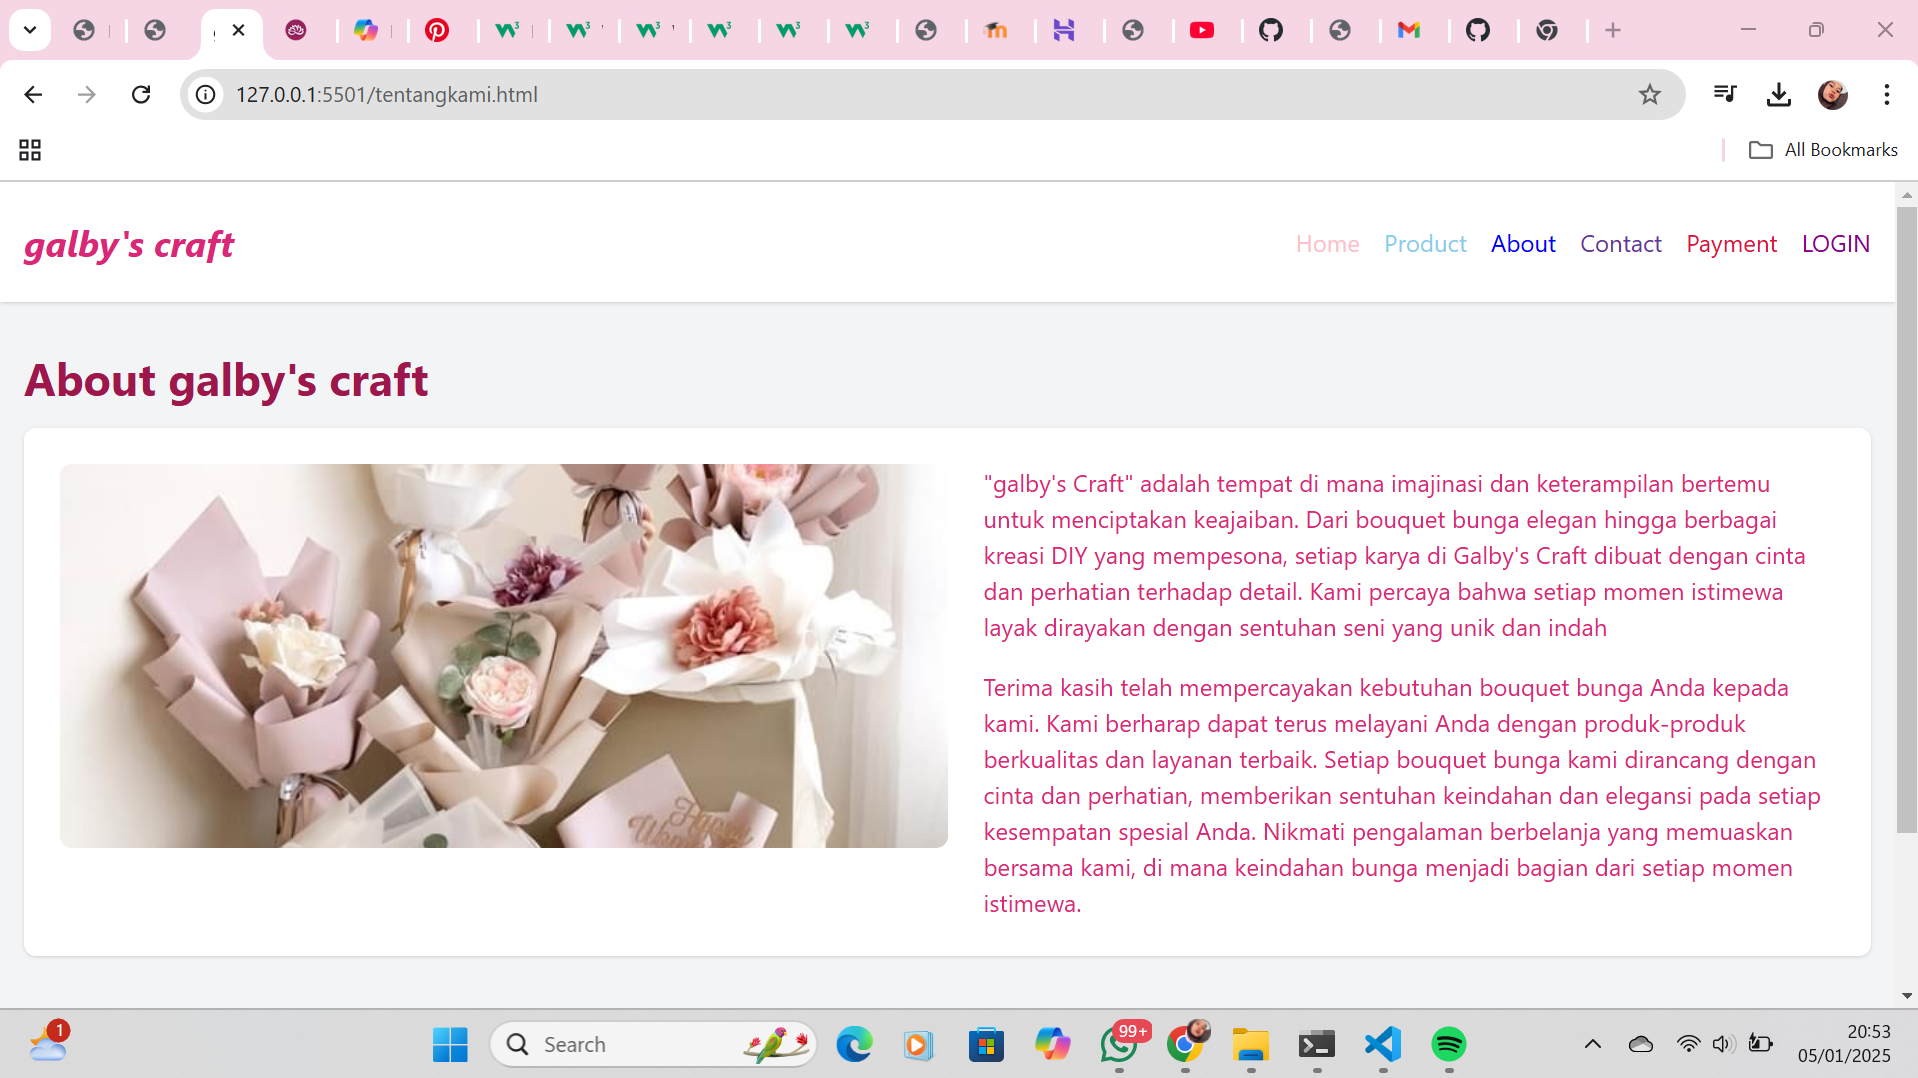 127.0.0.1:5501/tentangkami.html
All Bookmarks
galby's craft
Home Product About Contact Payment LOGIN
About galby's craft
"galby's Craft" adalah tempat di mana imajinasi dan keterampilan bertemu
untuk menciptakan keajaiban. Dari bouquet bunga elegan hingga berbagai
kreasi DIY yang mempesona, setiap karya di Galby's Craft dibuat dengan cinta
dan perhatian terhadap detail. Kami percaya bahwa setiap momen istimewa
layak dirayakan dengan sentuhan seni yang unik dan indah
Terima kasih telah mempercayakan kebutuhan bouquet bunga Anda kepada
kami. Kami berharap dapat terus melayani Anda dengan produk-produk
berkualitas dan layanan terbaik. Setiap bouquet bunga kami dirancang dengan
cinta dan perhatian, memberikan sentuhan keindahan dan elegansi pada setiap
kesempatan spesial Anda. Nikmati pengalaman berbelanja yang memuaskan
bersama kami, di mana keindahan bunga menjadi bagian dari setiap momen
istimewa.
Happy
1
Search
99+
20:53
05/01/2025